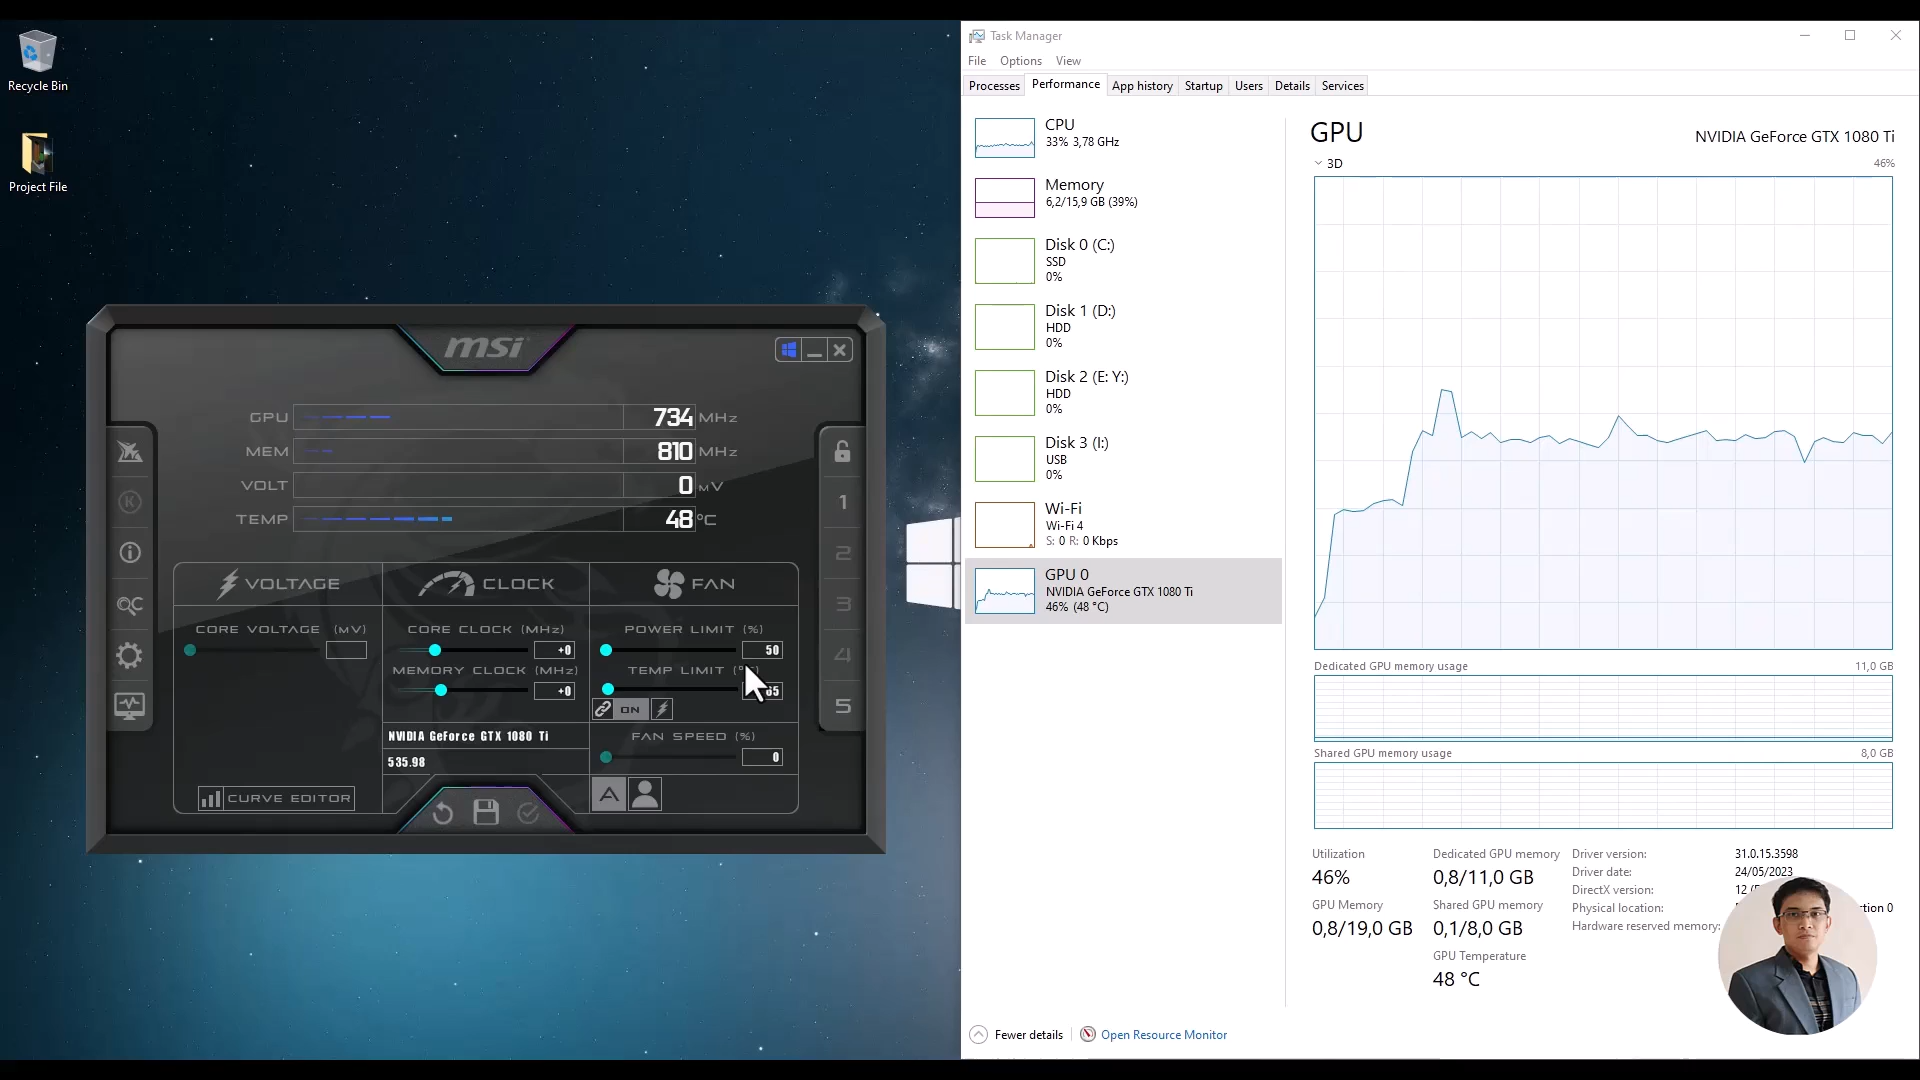 Recycle Bin
Project File
msi
GPU 734 MHz
MEM 810 MHz
VOLT 0 mV
TEMP 48 °C
K
1
2
3
4
5
VOLTAGE
CLOCK
FAN
CORE VOLTAGE (MV)
CORE CLOCK (MHz)
+0
MEMORY CLOCK (MHz)
+0
POWER LIMIT (%)
50
TEMP LIMIT
65
ON
NVIDIA GeForce GTX 1080 Ti
535.98
FAN SPEED (%)
0
A
CURVE EDITOR
OC
Task Manager
File Options View
Processes Performance App history Startup Users Details Services
CPU
33% 3,78 GHz
Memory
6,2/15,9 GB (39%)
Disk 0 (C:)
SSD
0%
Disk 1 (D:)
HDD
0%
Disk 2 (E: Y:)
HDD
0%
Disk 3 (I:)
USB
0%
Wi-Fi
Wi-Fi 4
S: 0 R: 0 Kbps
GPU 0
NVIDIA GeForce GTX 1080 Ti
46% (48 °C)
GPU
NVIDIA GeForce GTX 1080 Ti
3D
46%
Dedicated GPU memory usage
11,0 GB
Shared GPU memory usage
8,0 GB
Utilization
46%
GPU Memory
0,8/19,0 GB
Dedicated GPU memory
0,8/11,0 GB
Shared GPU memory
0,1/8,0 GB
GPU Temperature
48 °C
Driver version: 31.0.15.3598
Driver date: 24/05/2023
DirectX version: 12
Physical location: 0
Hardware reserved memory:
Fewer details
Open Resource Monitor